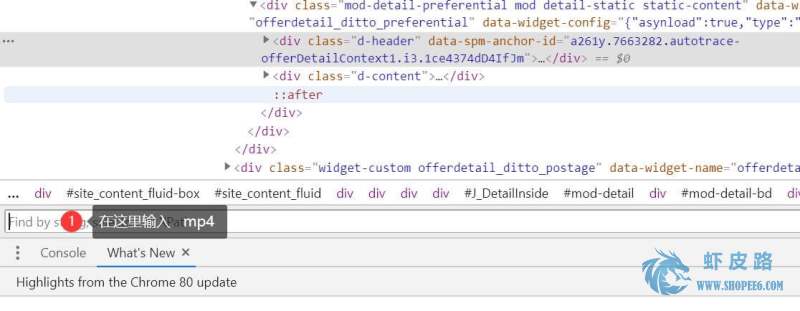 <div class="mod-detail-preferential mod detail-static static-content" data-
"offerdetail_ditto_preferential" data-widget-config="{"asynload":true,"type":"
... ▶<div class="d-header" data-spm-anchor-id="a261y.7663282.autotrace-
offerDetailContext1.i3.1ce4374dD4IfJm">…</div> == $0
▶<div class="d-content">…</div>
::after
</div>
</div>
</div>
▶<div class="widget-custom offerdetail_ditto_postage" data-widget-name="offerdeta
... div #site_content_fluid-box #site_content_fluid div div div div #J_DetailInside #mod-detail #mod-detail-bd div
Find by s
1 在这里输入 mp4
Console What's New ×
Highlights from the Chrome 80 update
虾皮路
WWW.SHOPEE6.COM